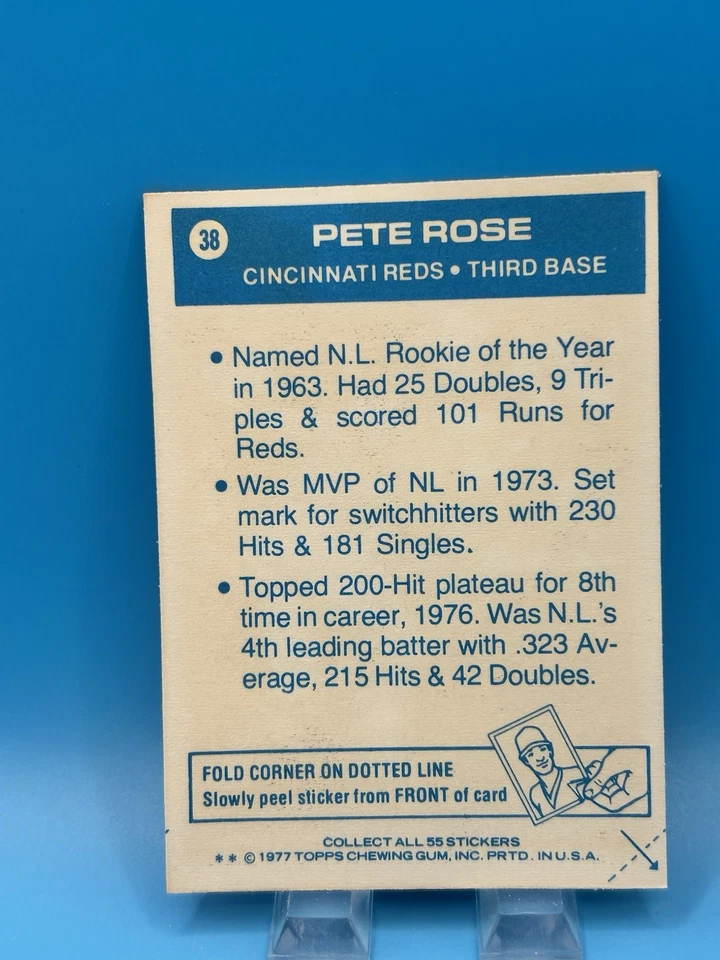 38
PETE ROSE
CINCINNATI REDS • THIRD BASE
• Named N.L. Rookie of the Year
in 1963. Had 25 Doubles, 9 Tri-
ples & scored 101 Runs for
Reds.
• Was MVP of NL in 1973. Set
mark for switchhitters with 230
Hits & 181 Singles.
• Topped 200-Hit plateau for 8th
time in career, 1976. Was N.L.'s
4th leading batter with .323 Av-
erage, 215 Hits & 42 Doubles.
FOLD CORNER ON DOTTED LINE
Slowly peel sticker from FRONT of card
COLLECT ALL 55 STICKERS
** © 1977 TOPPS CHEWING GUM, INC. PRTD. IN U.S.A.